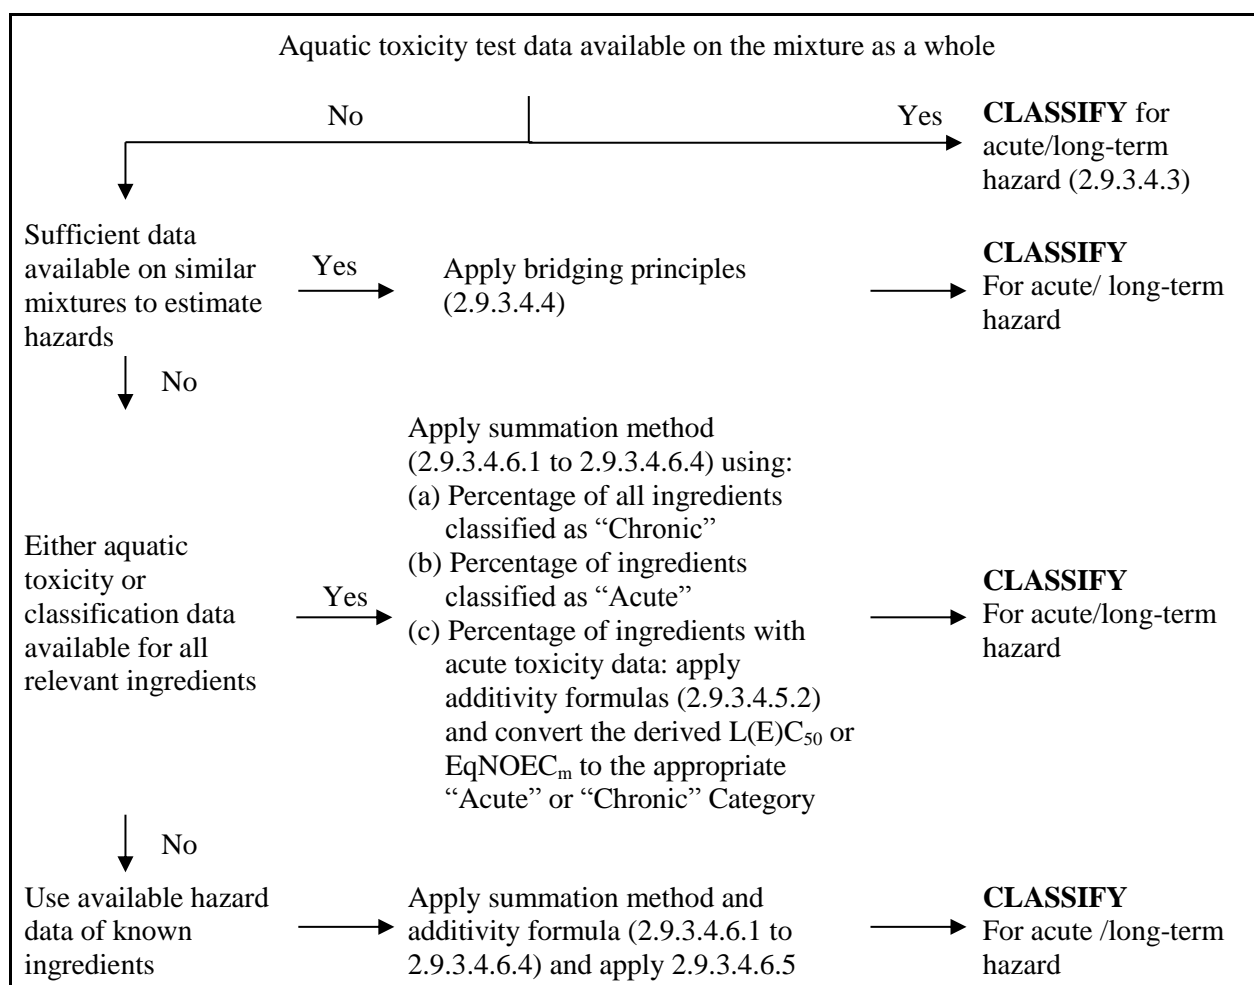 Aquatic toxicity test data available on the mixture as a whole
No
Yes
CLASSIFY for
acute/long-term
hazard (2.9.3.4.3)
Sufficient data
available on similar
mixtures to estimate
hazards
Yes
Apply bridging principles
(2.9.3.4.4)
CLASSIFY
For acute/ long-term
hazard
No
Either aquatic
toxicity or
classification data
available for all
relevant ingredients
Yes
Apply summation method
(2.9.3.4.6.1 to 2.9.3.4.6.4) using:
(a) Percentage of all ingredients
classified as “Chronic”
(b) Percentage of ingredients
classified as “Acute”
(c) Percentage of ingredients with
acute toxicity data: apply
additivity formulas (2.9.3.4.5.2)
and convert the derived L(E)C₅₀ or
EqNOECₘ to the appropriate
“Acute” or “Chronic” Category
CLASSIFY
For acute/long-term
hazard
No
Use available hazard
data of known
ingredients
Apply summation method and
additivity formula (2.9.3.4.6.1 to
2.9.3.4.6.4) and apply 2.9.3.4.6.5
CLASSIFY
For acute /long-term
hazard